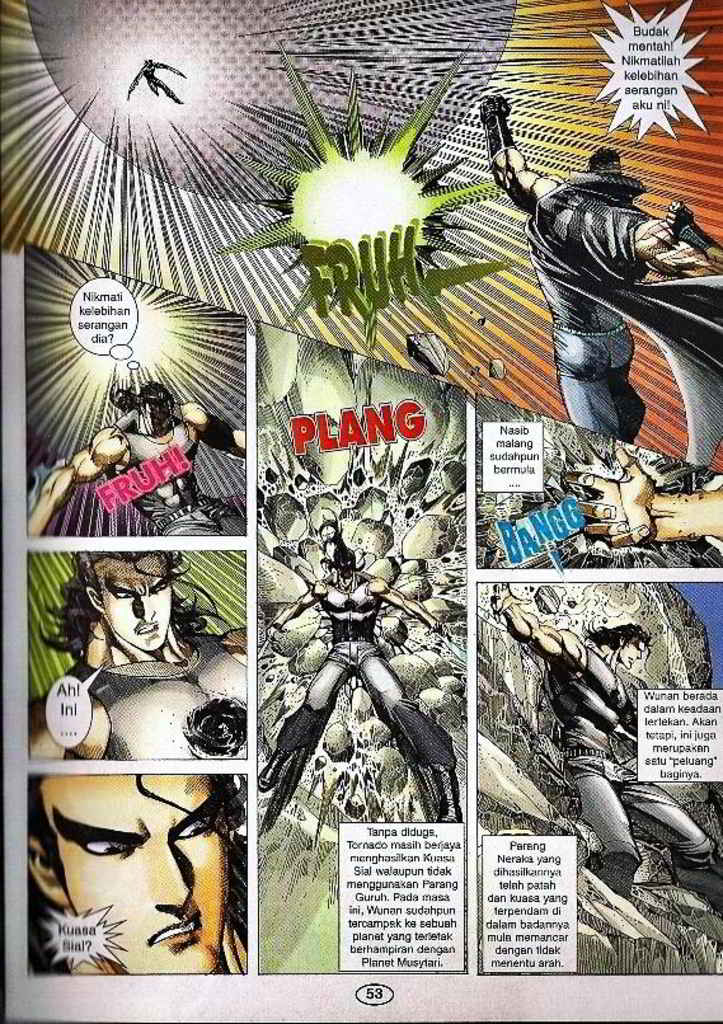 Budak
mentah!
Nikmatilah
kelebihan
serangan
aku ni!
FRUH
Nikmati
kelebihan
serangan
dia?
FRUH!
PLANG
Nasib
malang
sudahpun
bermula
....
BANGG
Ah!
Ini
....
Wunan berada
dalam keadaan
tertekan. Akan
tetapi, ini
merupakan
satu "peluang"
baginya.
Kuasa
Sial?
Tanpa diduga,
Tornado masih berjaya
menghasilkan Kuasa
Sial walaupun tidak
menggunakan Parang
Guruh. Pada masa
ini, Wunan sudahpun
tercampak ke sebuah
planet yang terletak
berhampiran dengan
Planet Musytari.
Parang
Neraka yang
dihasilkannya
telah patah
dan kuasa yang
terpendam di
dalam badannya
mula memancar
dengan tidak
menentu arah.
53